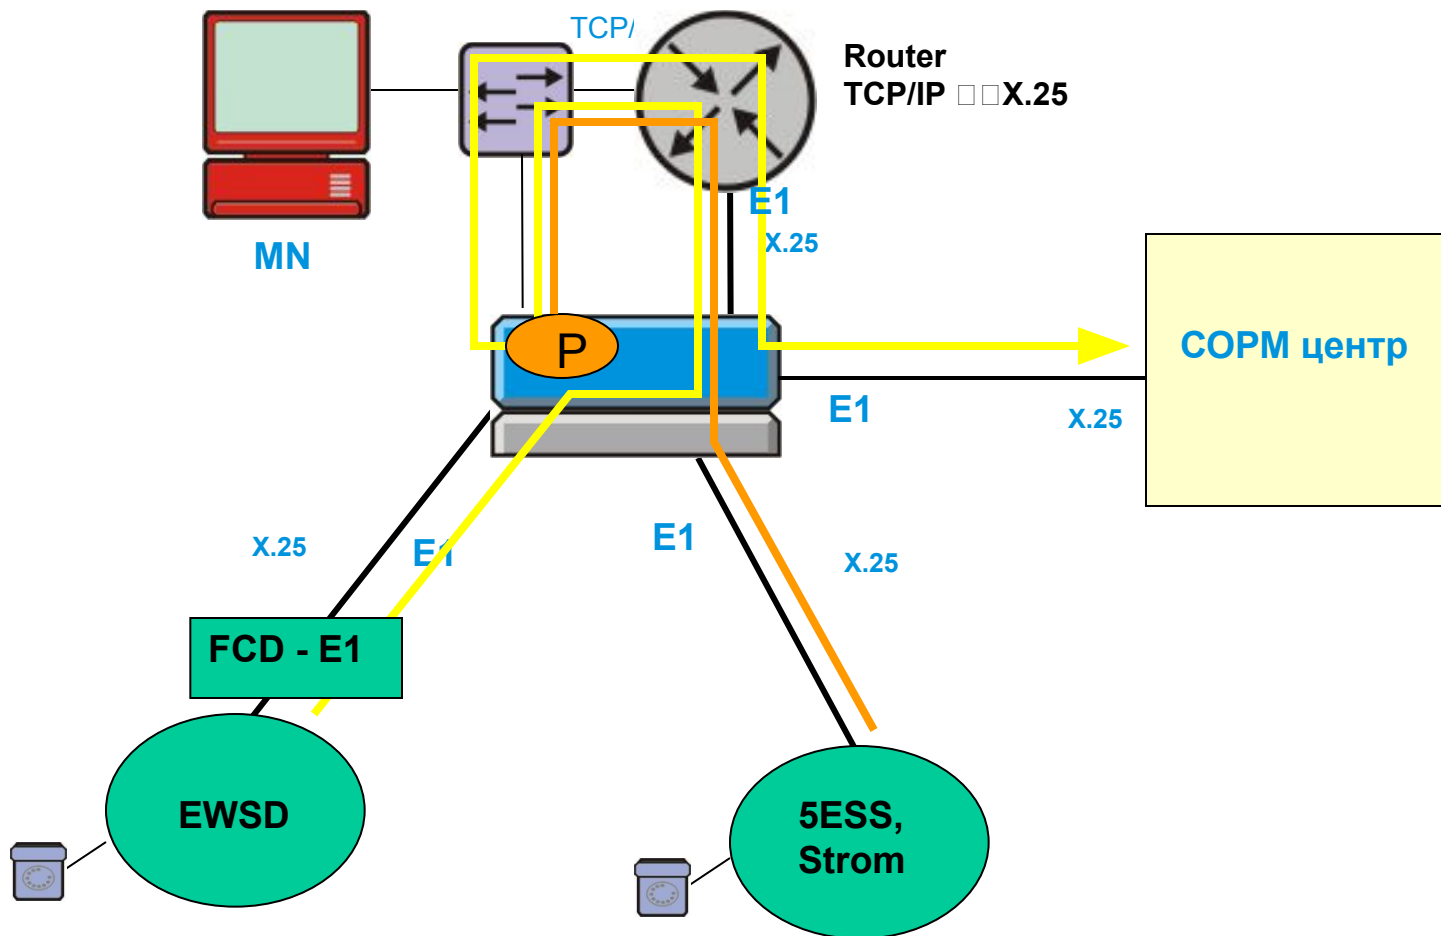 TCP/
Router
TCP/IP □□X.25
MN
E1
X.25
P
СОРМ центр
E1
X.25
X.25
E1
E1
X.25
FCD - E1
EWSD
5ESS,
Strom